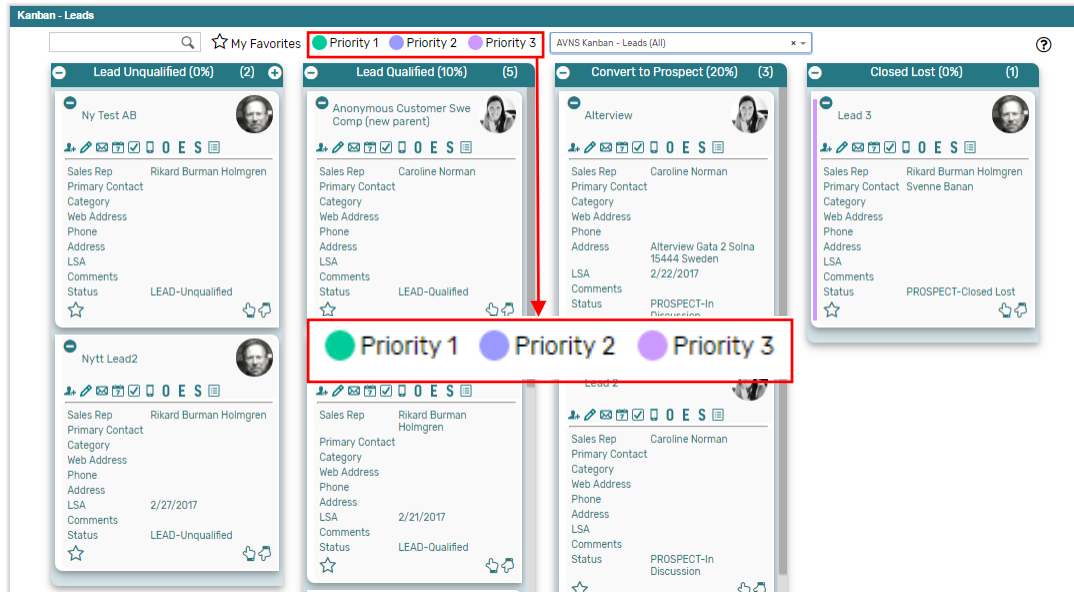 Kanban - Leads
My Favorites Priority 1 Priority 2 Priority 3 AVNS Kanban - Leads (All)
Lead Unqualified (0%) (2)
Ny Test AB
O E S
Sales Rep Rikard Burman Holmgren
Primary Contact
Category
Web Address
Phone
Address
LSA
Comments
Status LEAD-Unqualified
Nytt Lead2
O E S
Sales Rep Rikard Burman Holmgren
Primary Contact
Category
Web Address
Phone
Address
LSA 2/27/2017
Comments
Status LEAD-Unqualified
Lead Qualified (10%) (5)
Anonymous Customer Swe
Comp (new parent)
O E S
Sales Rep Caroline Norman
Primary Contact
Category
Web Address
Phone
Address
LSA
Comments
Status LEAD-Qualified
Priority 1 Priority 2 Priority 3
O E S
Sales Rep Rikard Burman
Holmgren
Primary Contact
Category
Web Address
Phone
Address
LSA 2/21/2017
Comments
Status LEAD-Qualified
Convert to Prospect (20%) (3)
Alterview
O E S
Sales Rep Caroline Norman
Primary Contact
Category
Web Address
Phone
Address Alterview Gata 2 Solna
15444 Sweden
LSA 2/22/2017
Comments
Status PROSPECT-In
Discussion
Lead 2
O E S
Sales Rep Caroline Norman
Primary Contact
Category
Web Address
Phone
Address
LSA
Comments
Status PROSPECT-In
Discussion
Closed Lost (0%) (1)
Lead 3
O E S
Sales Rep Rikard Burman Holmgren
Primary Contact Svenne Banan
Category
Web Address
Phone
Address
LSA
Comments
Status PROSPECT-Closed Lost